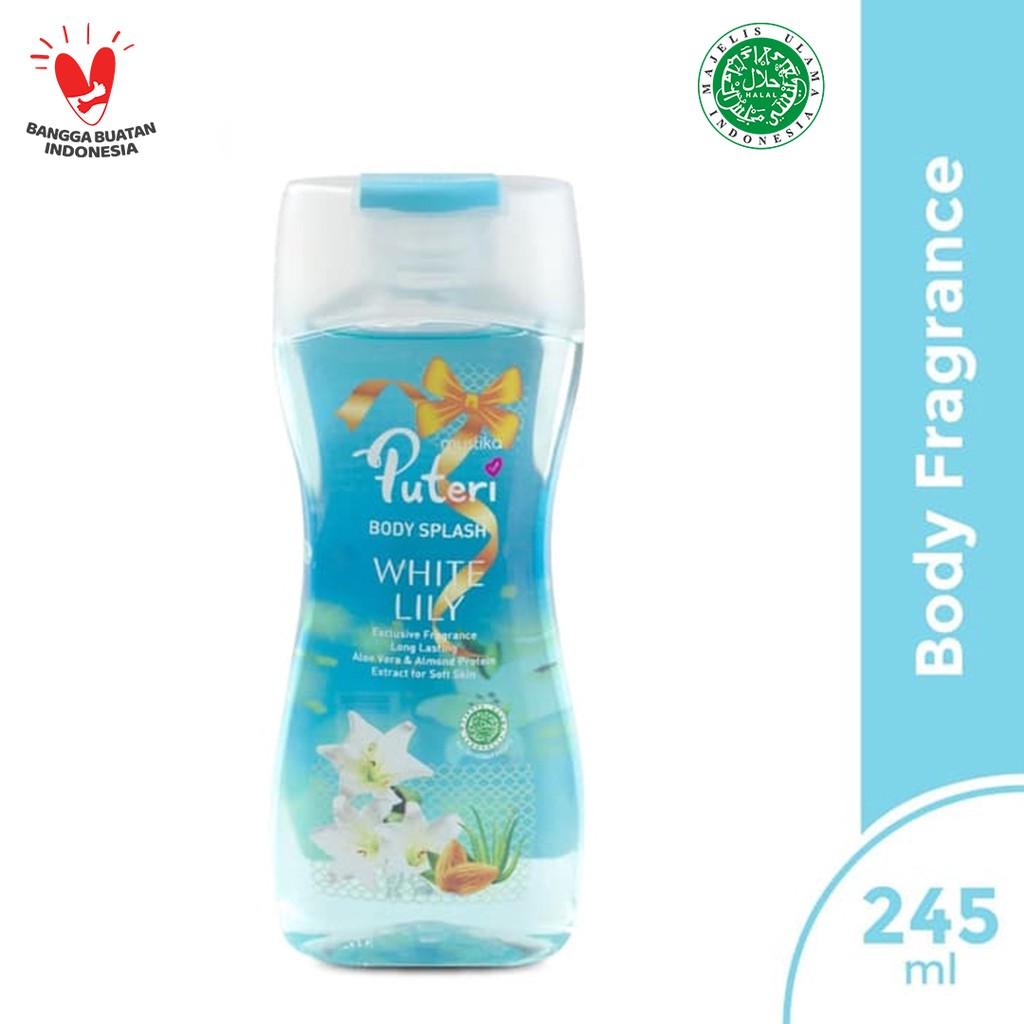 BANGGA BUATAN
INDONESIA
MAJELIS ULAMA
حلال
HALAL
INDONESIA
Body Fragrance
mustika
Puteri
BODY SPLASH
WHITE
LILY
Exclusive Fragrance
Long Lasting
Aloe Vera & Almond Protein
Extract for Soft Skin
245
ml